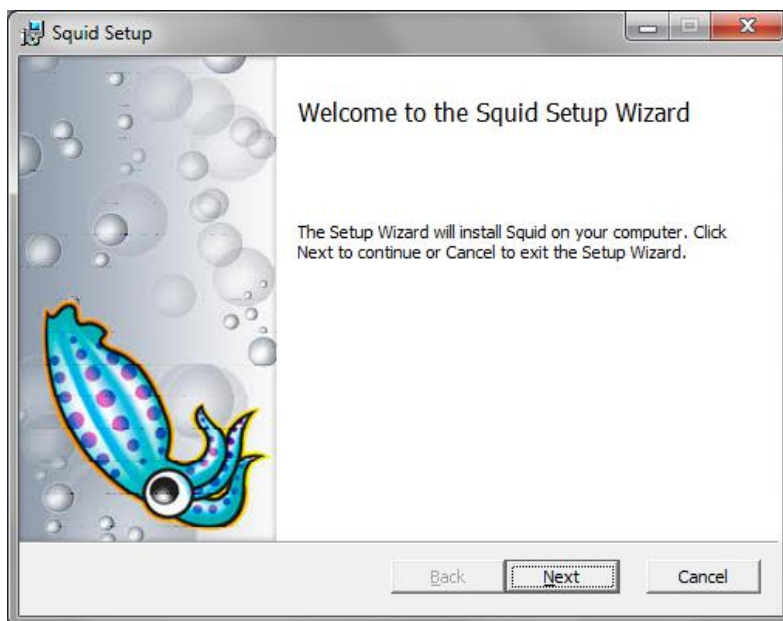 Squid Setup
Welcome to the Squid Setup Wizard
The Setup Wizard will install Squid on your computer. Click
Next to continue or Cancel to exit the Setup Wizard.
Back
Next
Cancel